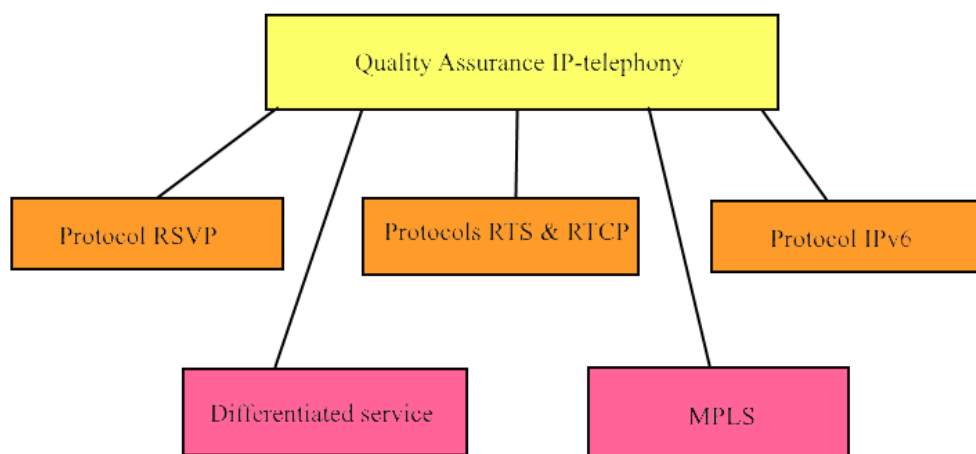 Quality Assurance IP-telephony
Protocol RSVP
Protocols RTS & RTCP
Protocol IPv6
Differentiated service
MPLS